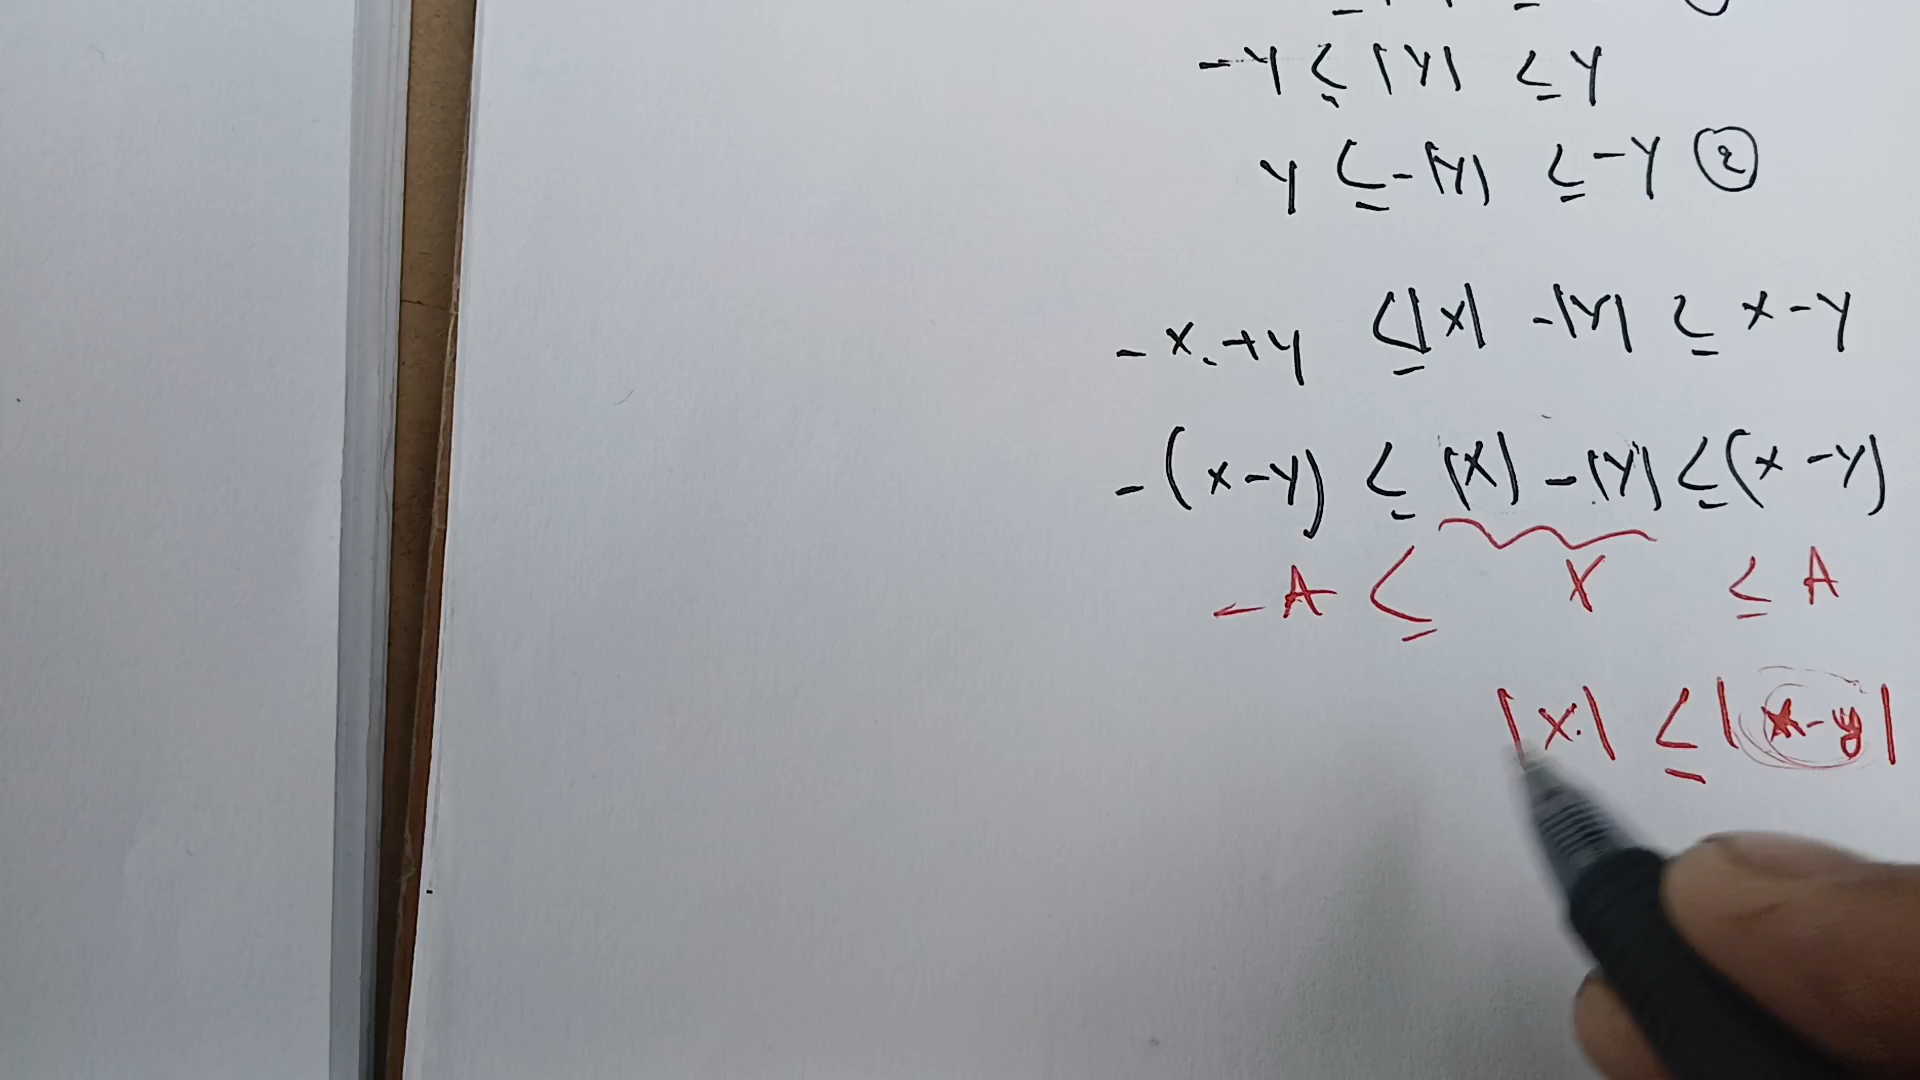 -y ≤ |y| ≤ y
y ≤ -|y| ≤ -y ②
-x + y ≤ |x| - |y| ≤ x - y
-(x-y) ≤ |x| - |y| ≤ (x-y)
-A ≤ X ≤ A
|x| ≤ |x-y|